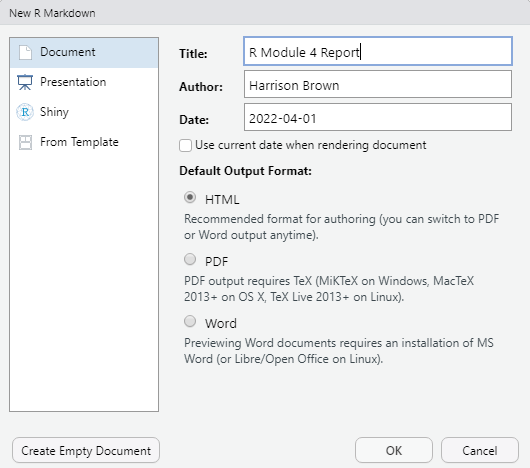 New R Markdown
Document
Presentation
R Shiny
From Template
Title: R Module 4 Report
Author: Harrison Brown
Date: 2022-04-01
Use current date when rendering document
Default Output Format:
HTML
Recommended format for authoring (you can switch to PDF
or Word output anytime).
PDF
PDF output requires TeX (MiKTeX on Windows, MacTeX
2013+ on OS X, TeX Live 2013+ on Linux).
Word
Previewing Word documents requires an installation of MS
Word (or Libre/Open Office on Linux).
Create Empty Document
OK
Cancel